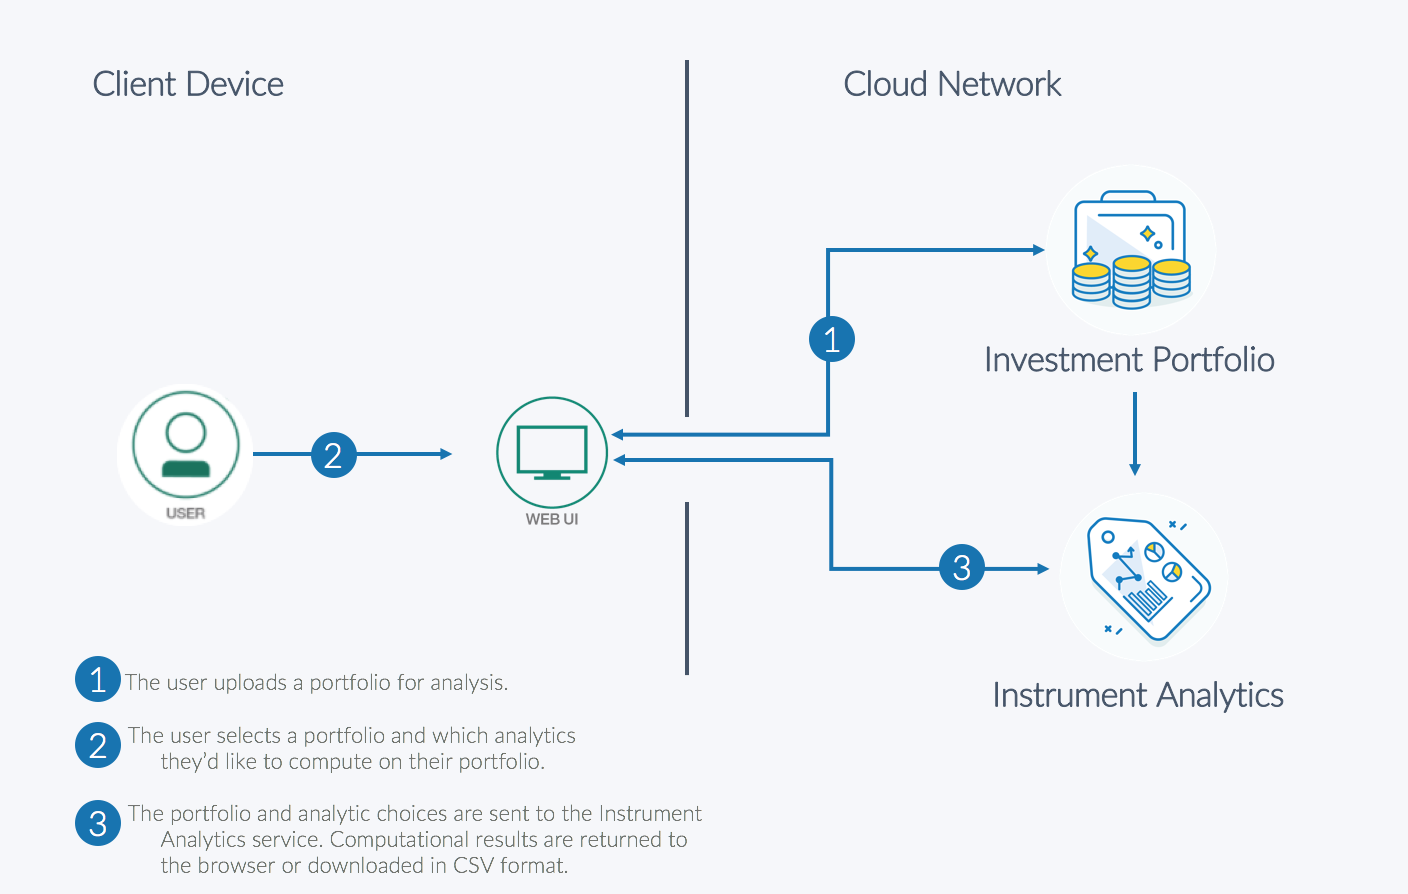 Client Device
Cloud Network
1
Investment Portfolio
2
USER
WEB UI
3
Instrument Analytics
1 The user uploads a portfolio for analysis.
2 The user selects a portfolio and which analytics
they’d like to compute on their portfolio.
3 The portfolio and analytic choices are sent to the Instrument
Analytics service. Computational results are returned to
the browser or downloaded in CSV format.